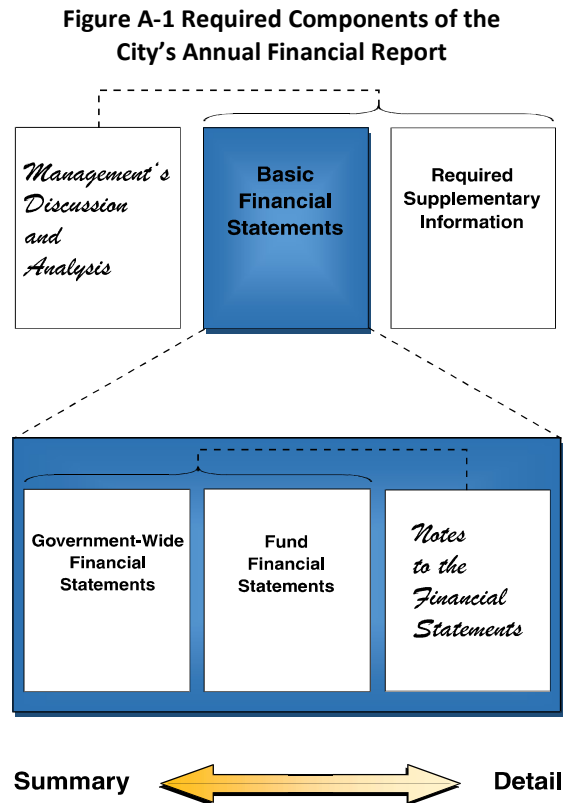 Figure A-1 Required Components of the
City's Annual Financial Report
Management's
Discussion
and
Analysis
Basic
Financial
Statements
Required
Supplementary
Information
Government-Wide
Financial
Statements
Fund
Financial
Statements
Notes
to the
Financial
Statements
Summary
Detail